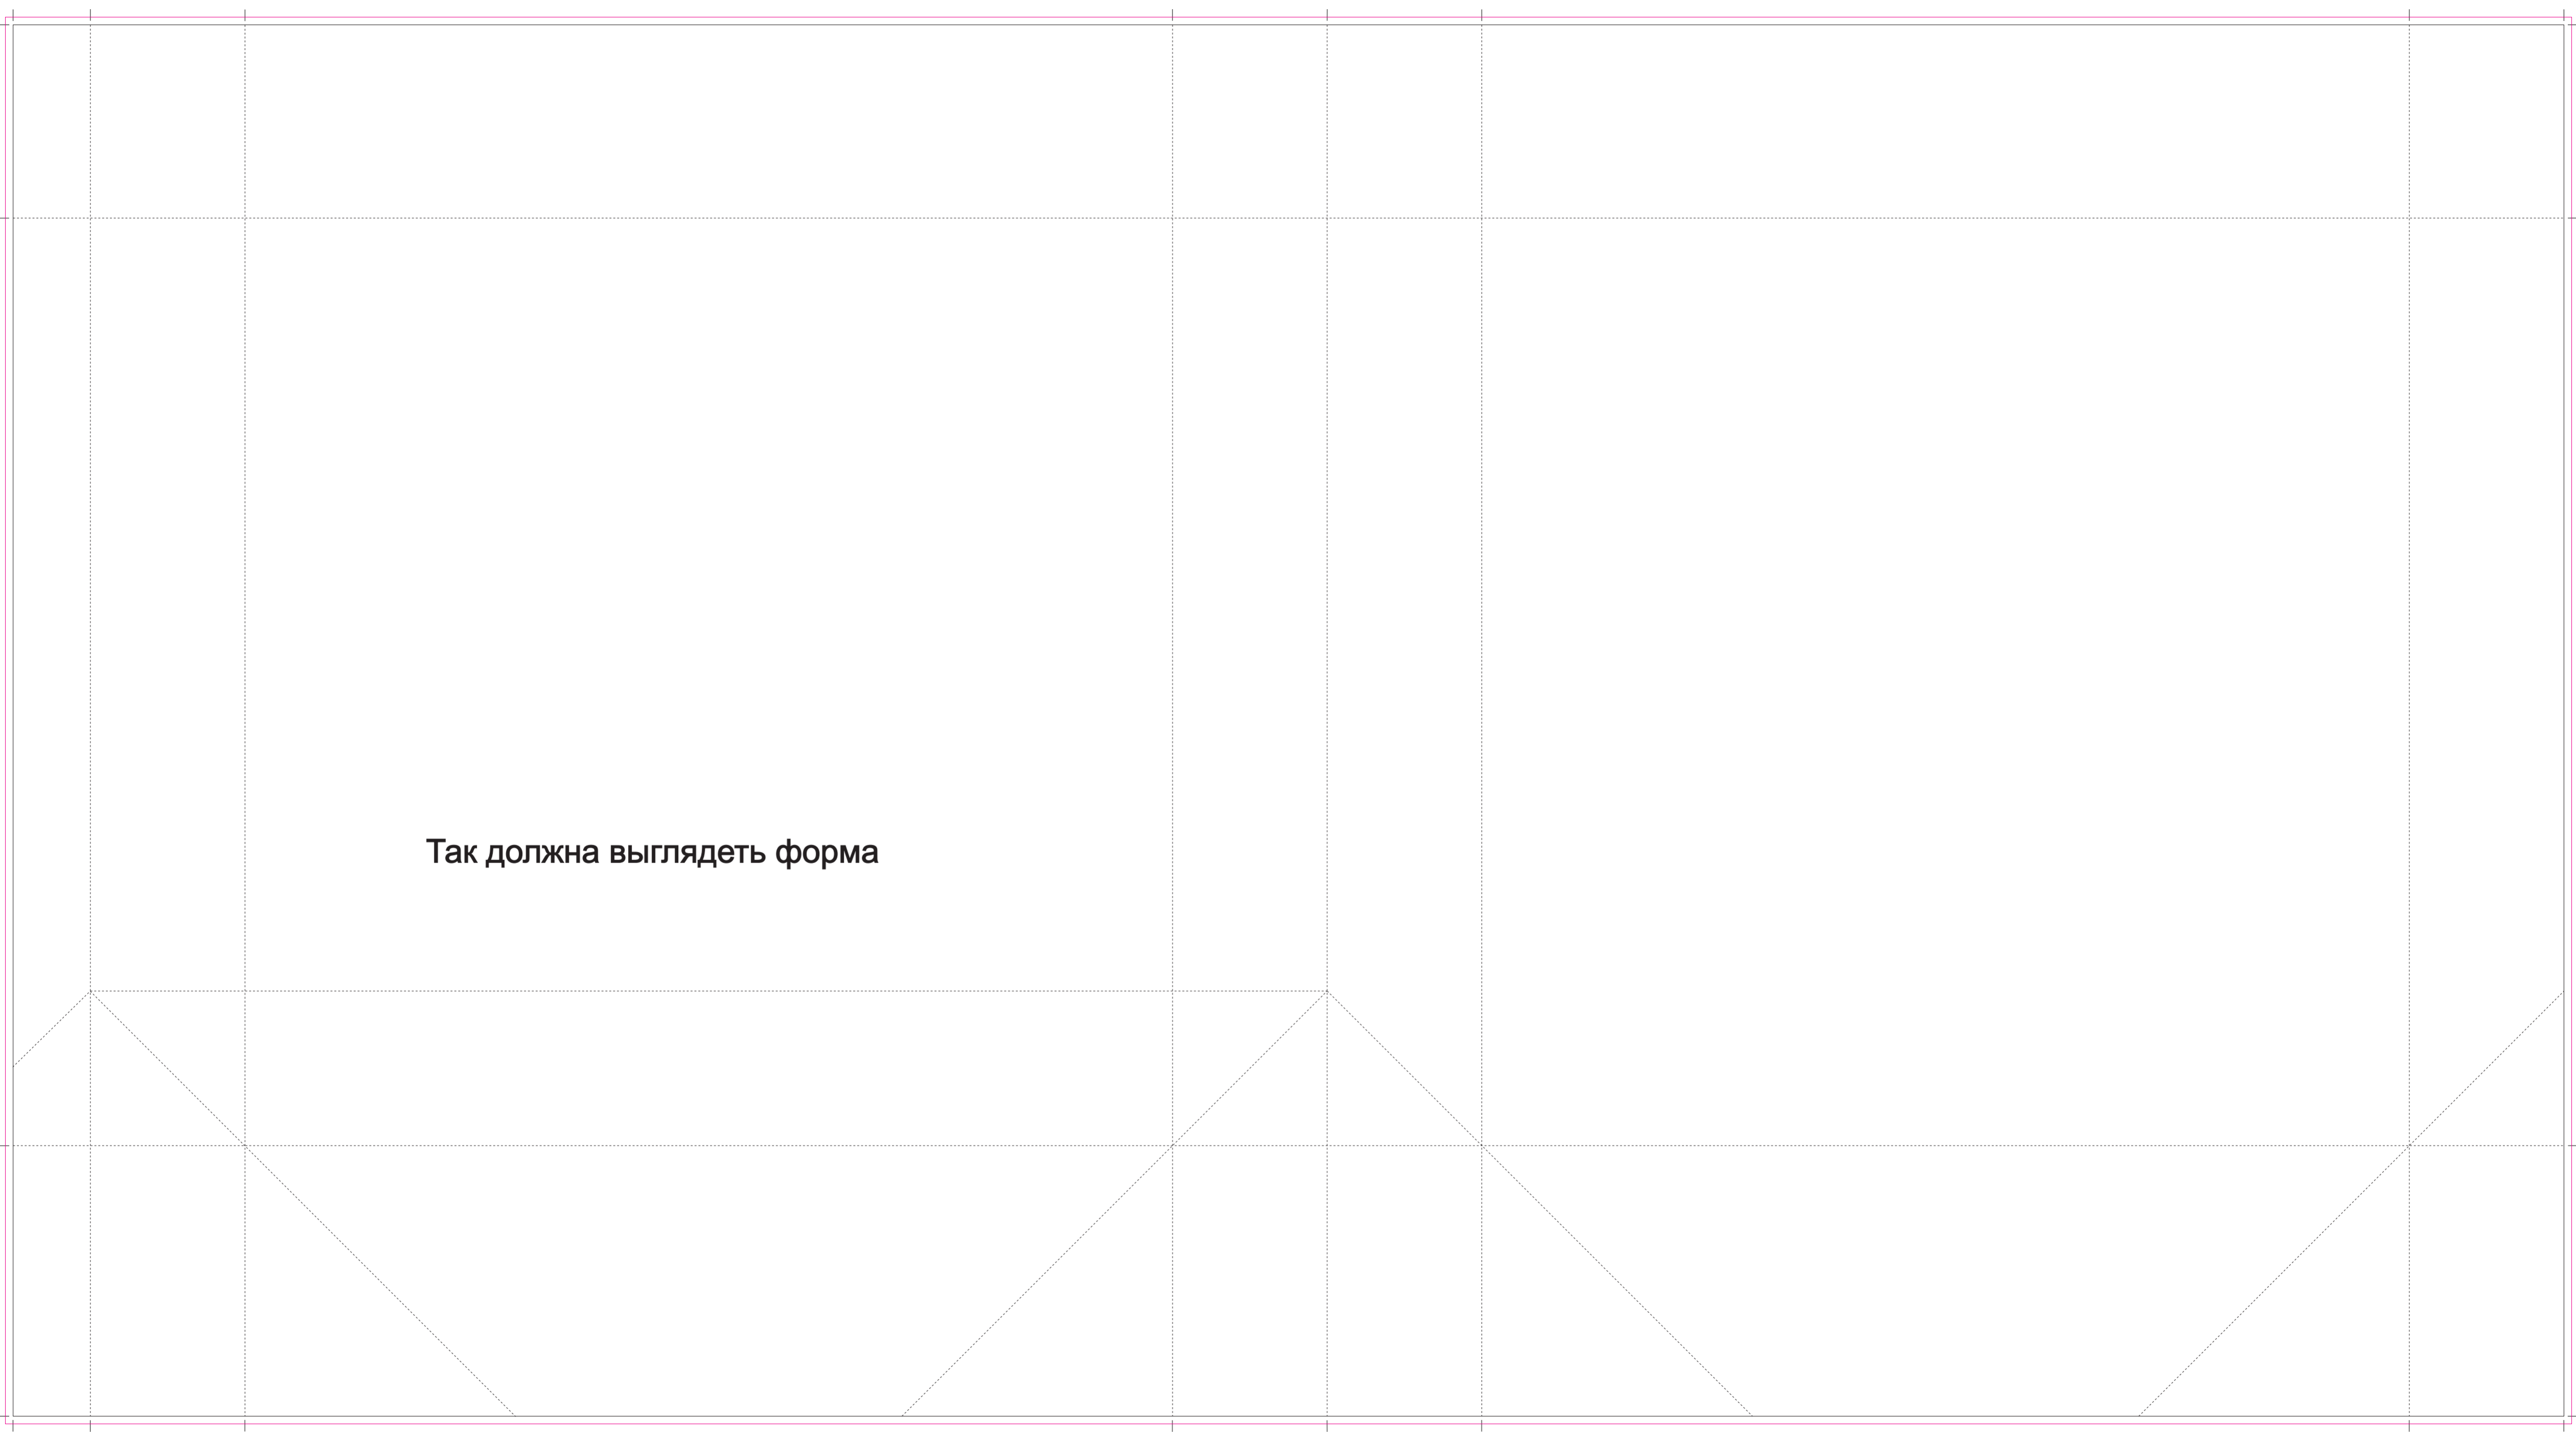 Так должна выглядеть форма